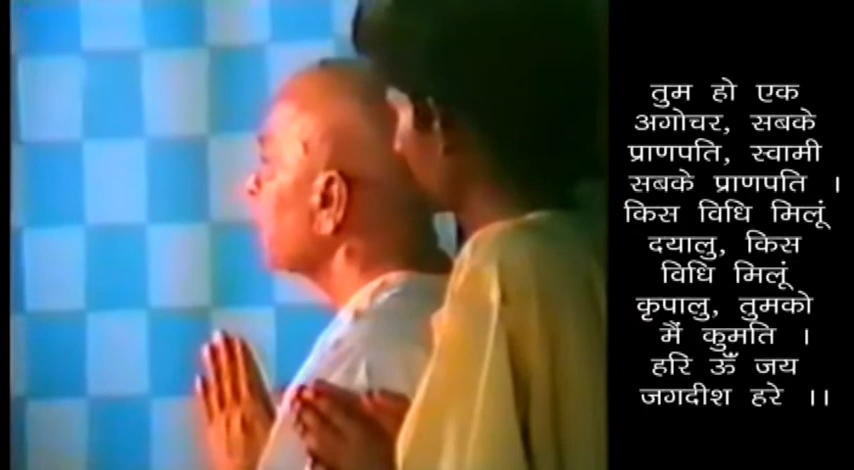 तुम हो एक
अगोचर, सबके
प्राणपति, स्वामी
सबके प्राणपति ।
किस विधि मिलूं
दयालु, किस
विधि मिलूं
कृपालु, तुमको
मैं कुमति ।
हरि ऊँ जय
जगदीश हरे ।।